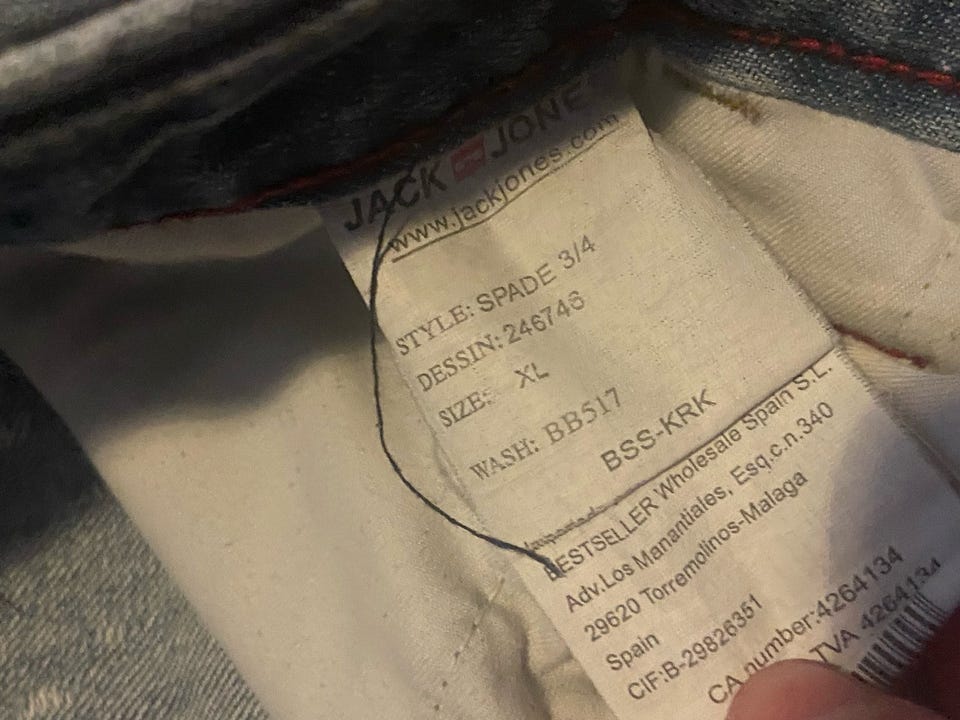 JACK JONE
www.jackjones.com
STYLE: SPADE 3/4
DESSIN: 246746
SIZE: XL
WASH: BB517
BSS-KRK
BESTSELLER Wholesale Spain S.L.
Adv.Los Manantiales, Esq.c.n.340
29620 Torremolinos-Malaga
Spain
CIF:B-29826351
CA number:4264134
TVA 4264134